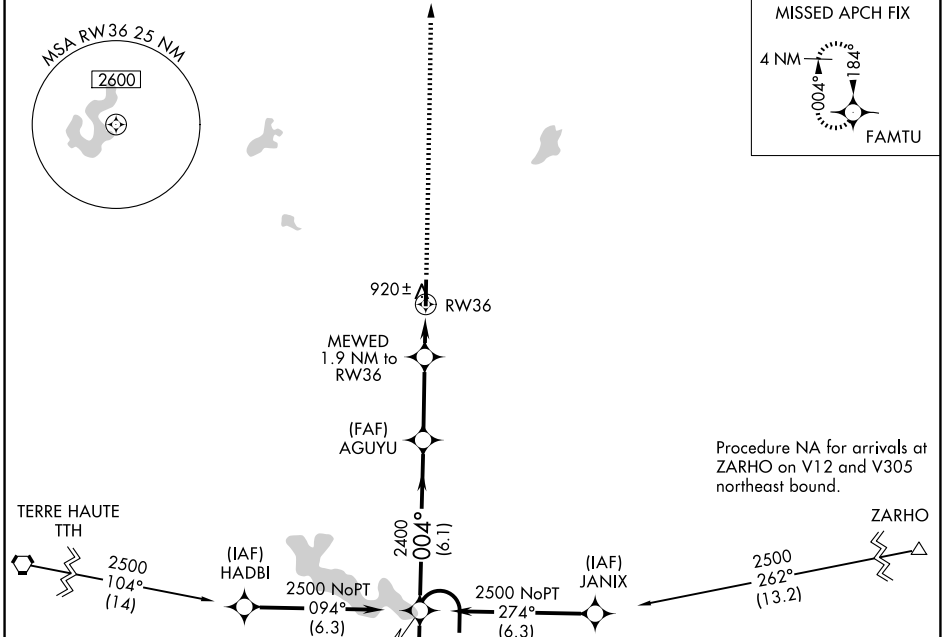 MSA RW36 25 NM
2600
MISSED APCH FIX
4 NM
004°
184°
FAMTU
920±
RW36
MEWED
1.9 NM to
RW36
(FAF)
AGUYU
Procedure NA for arrivals at
ZARHO on V12 and V305
northeast bound.
TERRE HAUTE
TTH
2500
104°
(14)
(IAF)
HADBI
2500 NoPT
094°
(6.3)
2400
004°
(6.1)
2500 NoPT
274°
(6.3)
(IAF)
JANIX
2500
262°
(13.2)
ZARHO